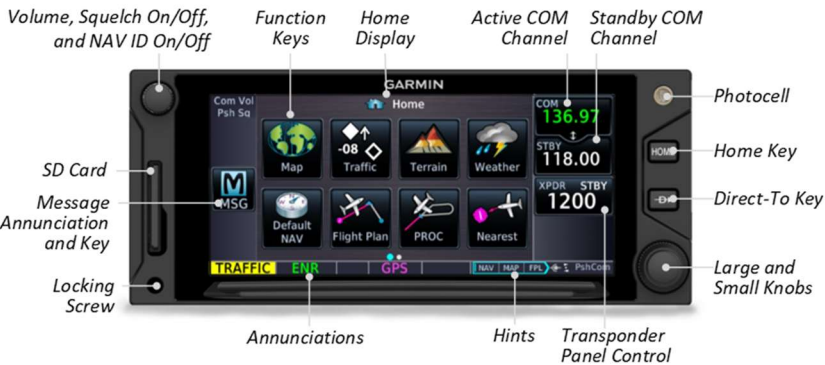 Volume, Squelch On/Off,
and NAV ID On/Off
Function
Keys
Home
Display
Active COM
Channel
Standby COM
Channel
GARMIN
Com Vol
Psh Sq
Home
COM
136.97
STBY
118.00
XPDR STBY
1200
Map
-08
Traffic
Terrain
Weather
MSG
Default
NAV
Flight Plan
PROC
Nearest
TRAFFIC
ENR
GPS
NAV MAP FPL
PshCom
HOME
D
Photocell
Home Key
Direct-To Key
Large and
Small Knobs
SD Card
Message
Annunciation
and Key
Locking
Screw
Annunciations
Hints
Transponder
Panel Control